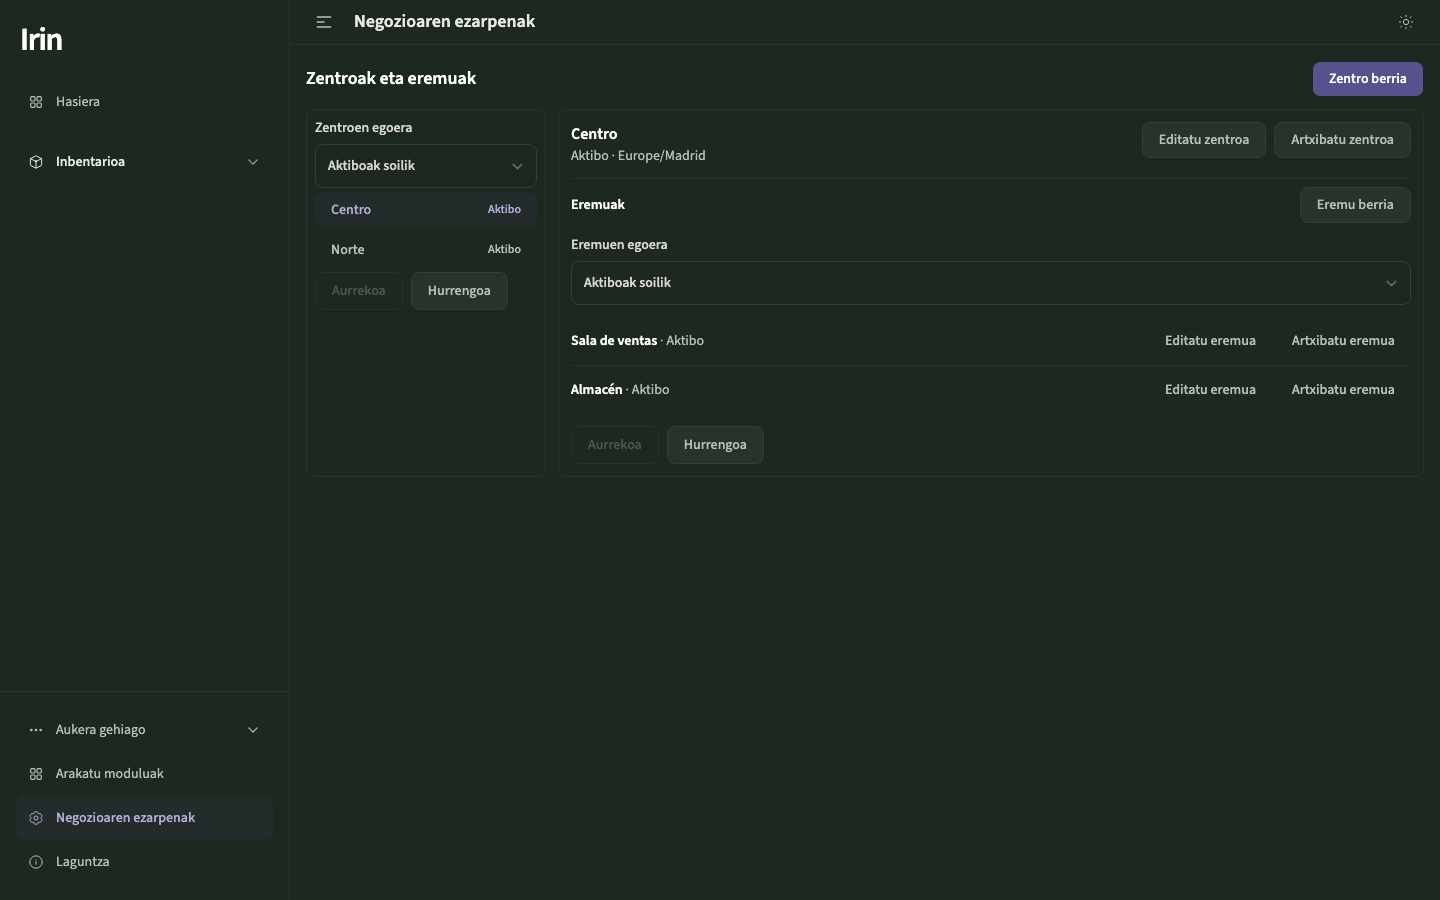 Irin
Hasiera
Inbentarioa
Aukera gehiago
Arakatu moduluak
Negozioaren ezarpenak
Laguntza
Negozioaren ezarpenak
Zentroak eta eremuak
Zentro berria
Zentroen egoera
Aktiboak soilik
Centro Aktibo
Norte Aktibo
Aurrekoa Hurrengoa
Centro
Aktibo · Europe/Madrid
Editatu zentroa Artxibatu zentroa
Eremuak
Eremu berria
Eremuen egoera
Aktiboak soilik
Sala de ventas · Aktibo Editatu eremua Artxibatu eremua
Almacén · Aktibo Editatu eremua Artxibatu eremua
Aurrekoa Hurrengoa